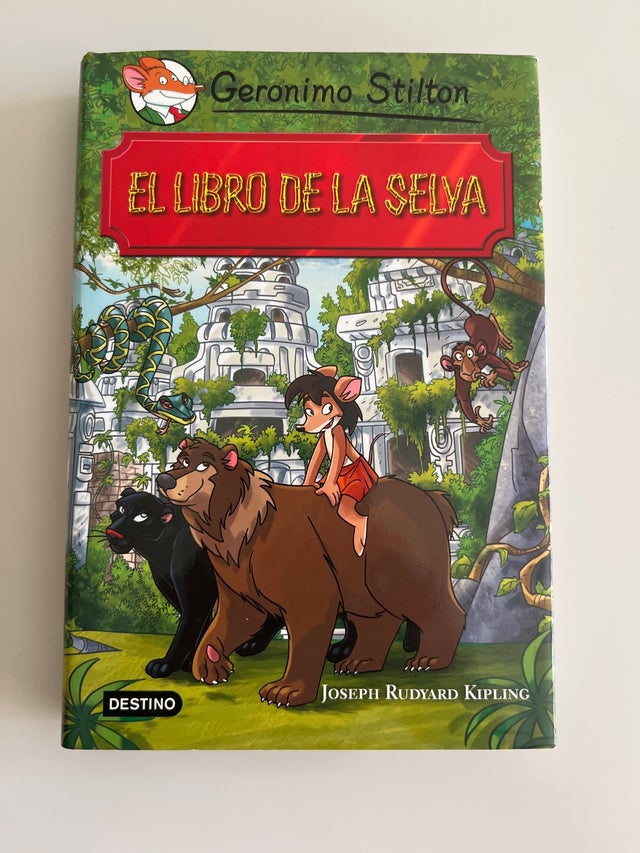 Geronimo Stilton
EL LIBRO DE LA SELVA
JOSEPH RUDYARD KIPLING
DESTINO